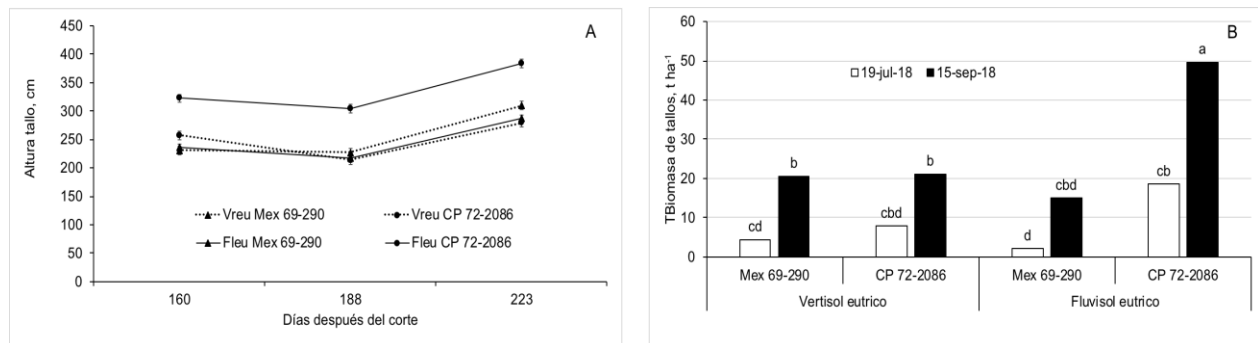 A
Altura tallo, cm
450
400
350
300
250
200
150
100
50
0
Vreu Mex 69-290
Vreu CP 72-2086
Fleu Mex 69-290
Fleu CP 72-2086
160
188
223
Días después del corte
B
TBiomasa de tallos, t ha⁻¹
60
50
40
30
20
10
0
19-jul-18
15-sep-18
cd
b
cbd
b
d
cbd
cb
a
Mex 69-290
CP 72-2086
Mex 69-290
CP 72-2086
Vertisol eutrico
Fluvisol eutrico